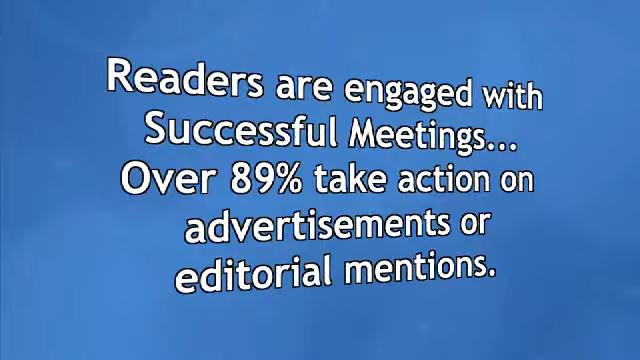 Readers are engaged with
Successful Meetings...
Over 89% take action on
advertisements or
editorial mentions.